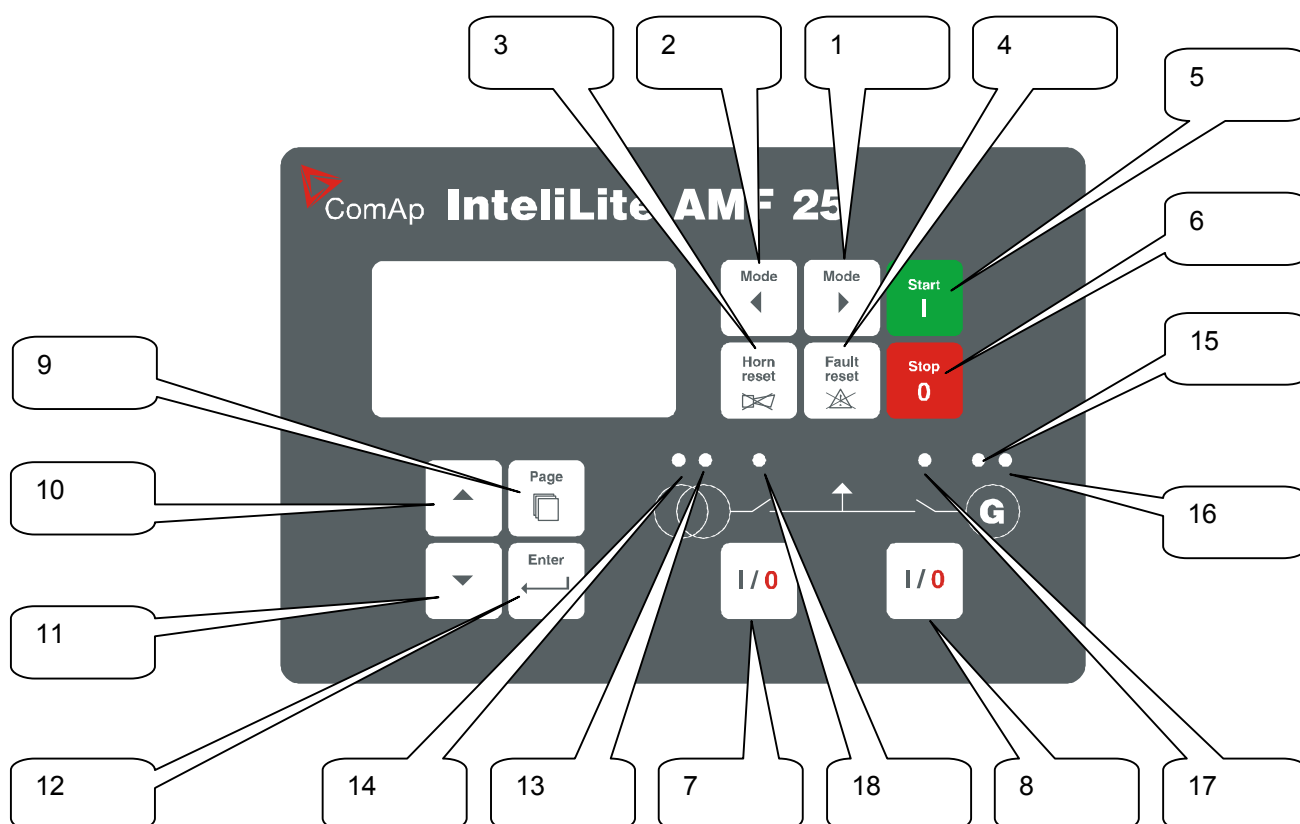 3
2
1
4
5
ComAp InteliLite AMF 25
6
Mode
Mode
Start
I
15
9
Horn
reset
Fault
reset
Stop
0
10
Page
16
G
Enter
I / 0
I / 0
11
12
14
13
7
18
8
17